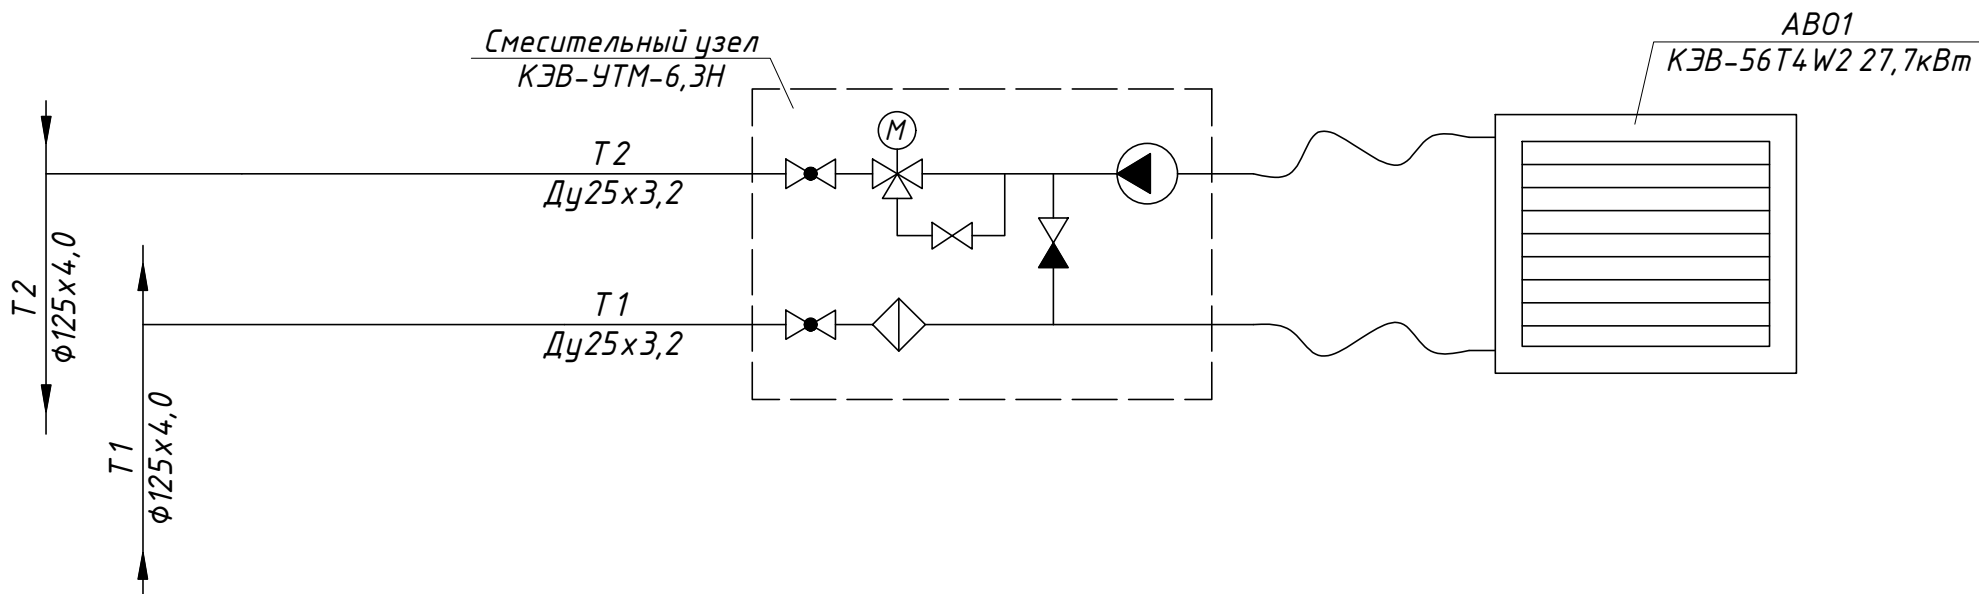 АВО1
КЭВ-56Т4W2 27,7кВт
Смесительный узел
КЭВ-УТМ-6,3Н
М
Т2
Ду25х3,2
Т1
Ду25х3,2
Т2
ф125х4,0
Т1
ф125х4,0